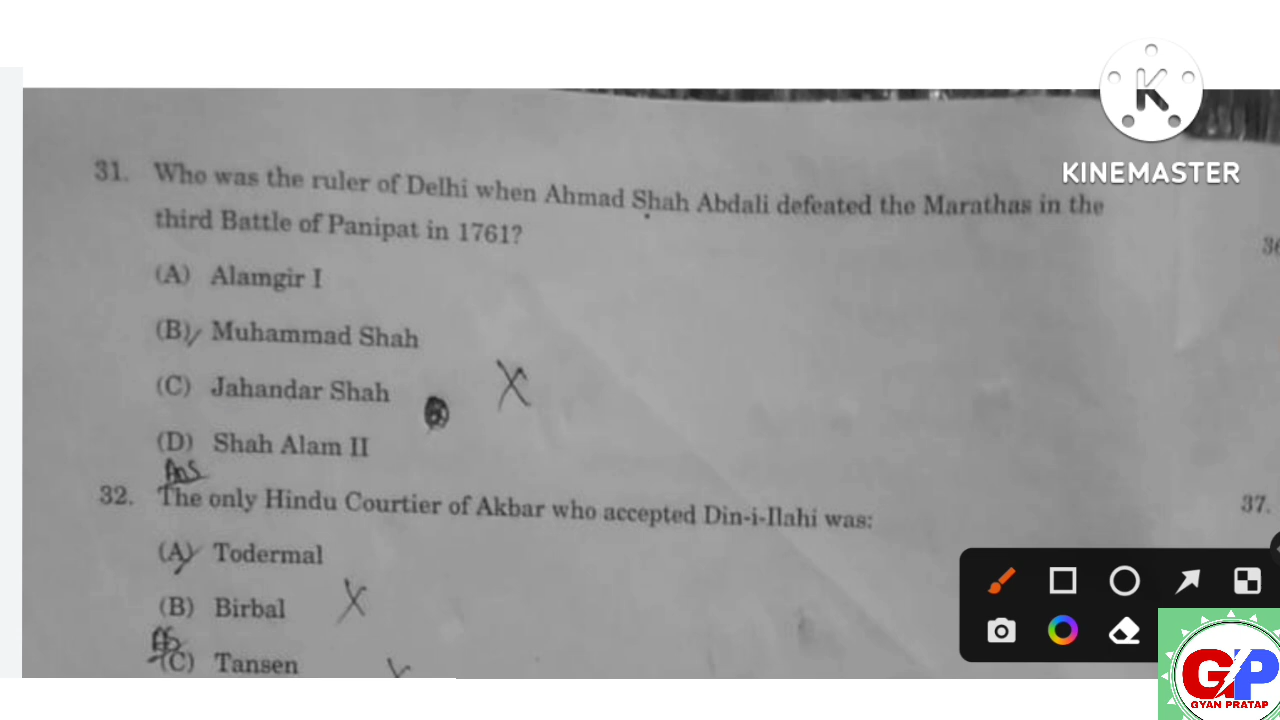 KINEMASTER
31. Who was the ruler of Delhi when Ahmad Shah Abdali defeated the Marathas in the
third Battle of Panipat in 1761?
36
(A) Alamgir I
(B) Muhammad Shah
(C) Jahandar Shah
X
(D) Shah Alam II
Ans
32. The only Hindu Courtier of Akbar who accepted Din-i-Ilahi was:
37.
(A) Todermal
(B) Birbal
X
(C) Tansen
GP
GYAN PRATAP